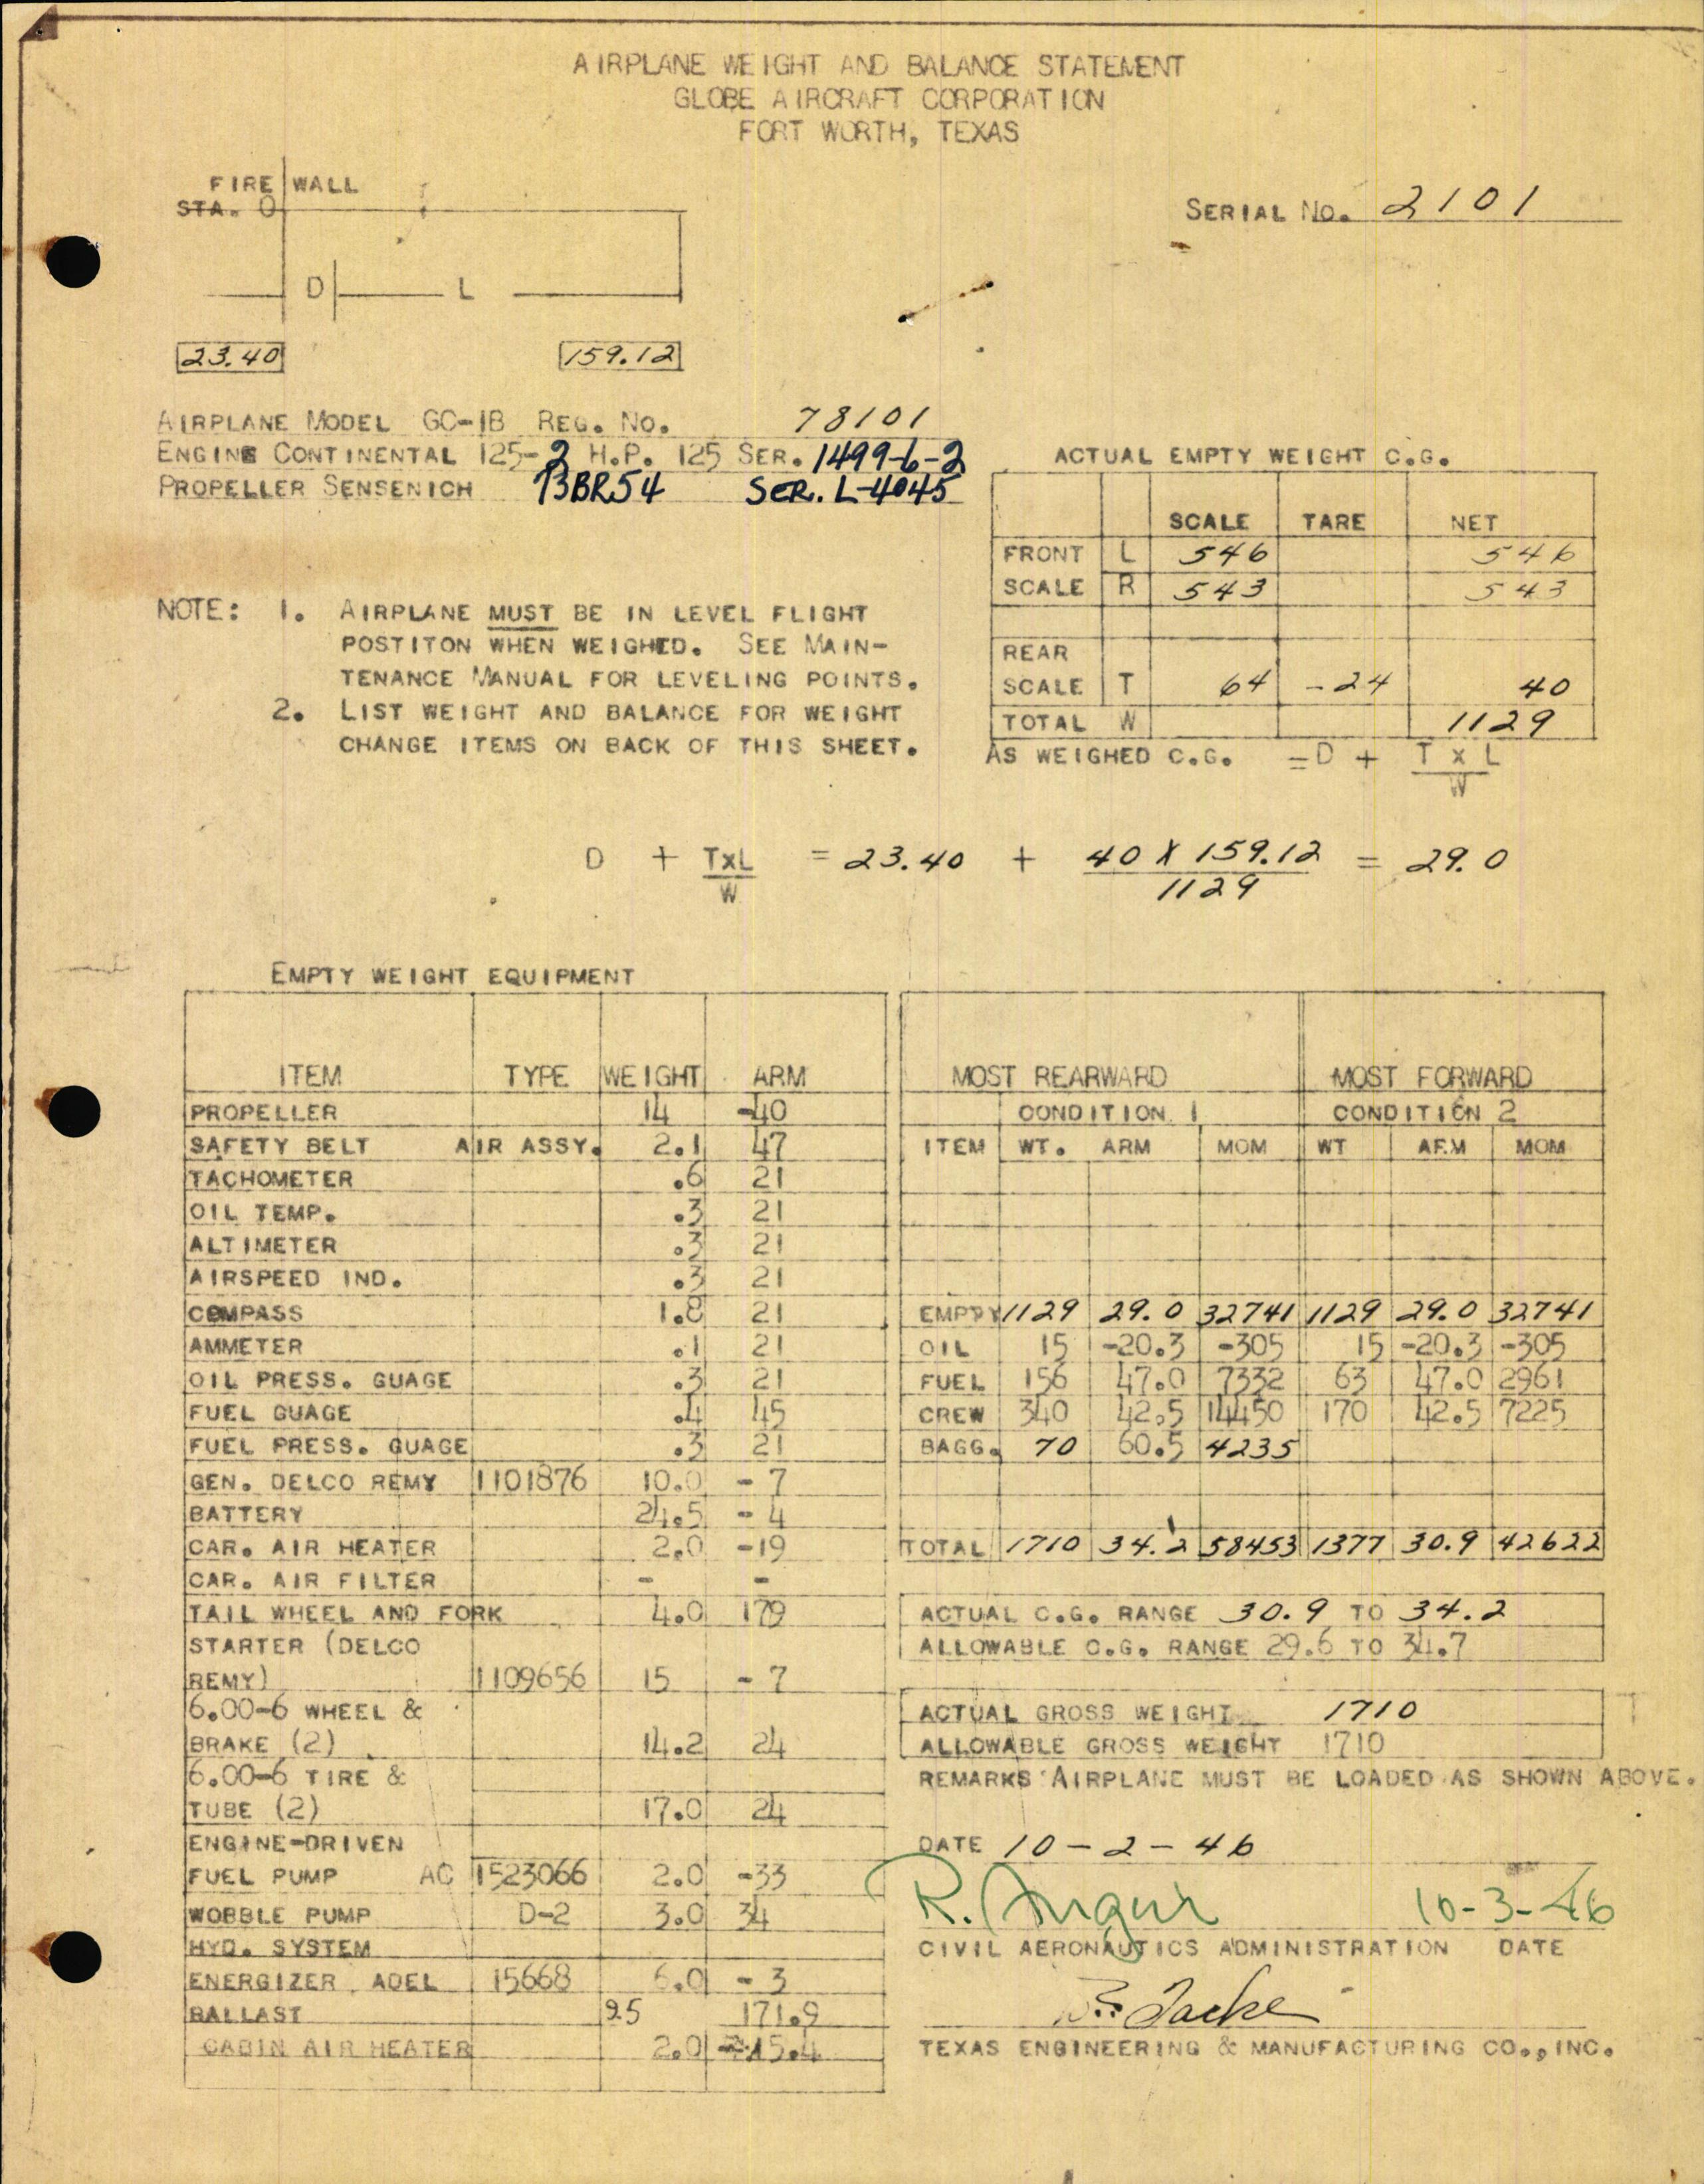 AIRPLANE WEIGHT AND BALANCE STATEMENT
GLOBE AIRCRAFT CORPORATION
FORT WORTH, TEXAS
FIRE WALL
STA. 0
SERIAL NO. 2101
D L
23.40 159.12
AIRPLANE MODEL GC-1B REG. NO. 78101
ENGINE CONTINENTAL 125-2 H.P. 125 SER. 1499-6-2
PROPELLER SENSENICH 73BR54 SER. L-4045
NOTE: 1. AIRPLANE MUST BE IN LEVEL FLIGHT
POSTITON WHEN WEIGHED. SEE MAIN-
TENANCE MANUAL FOR LEVELING POINTS.
2. LIST WEIGHT AND BALANCE FOR WEIGHT
CHANGE ITEMS ON BACK OF THIS SHEET.
ACTUAL EMPTY WEIGHT C.G.
SCALE TARE NET
FRONT L 546 546
SCALE R 543 543
REAR
SCALE T 64 -24 40
TOTAL W 1129
AS WEIGHED C.G. = D + T X L
W
D + TxL = 23.40 + 40 X 159.12 = 29.0
W 1129
EMPTY WEIGHT EQUIPMENT
ITEM TYPE WEIGHT ARM
PROPELLER 14 -40
SAFETY BELT AIR ASSY. 2.1 47
TACHOMETER .6 21
OIL TEMP. .3 21
ALTIMETER .3 21
AIRSPEED IND. .3 21
COMPASS 1.8 21
AMMETER .1 21
OIL PRESS. GUAGE .3 21
FUEL GUAGE .4 45
FUEL PRESS. GUAGE .3 21
GEN. DELCO REMY 1101876 10.0 - 7
BATTERY 24.5 - 4
CAR. AIR HEATER 2.0 -19
CAR. AIR FILTER - -
TAIL WHEEL AND FORK 4.0 179
STARTER (DELCO
REMY) 1109656 15 - 7
6.00-6 WHEEL &
BRAKE (2) 14.2 24
6.00-6 TIRE &
TUBE (2) 17.0 24
ENGINE-DRIVEN
FUEL PUMP AC 1523066 2.0 -33
WOBBLE PUMP D-2 3.0 34
HYD. SYSTEM
ENERGIZER ADEL 15668 6.0 - 3
BALLAST 25 171.9
CABIN AIR HEATER 2.0 -15.4
MOST REARWARD MOST FORWARD
CONDITION 1 CONDITION 2
ITEM WT. ARM MOM WT ARM MOM
EMPTY 1129 29.0 32741 1129 29.0 32741
OIL 15 -20.3 -305 15 -20.3 -305
FUEL 156 47.0 7332 63 47.0 2961
CREW 340 42.5 14450 170 42.5 7225
BAGG. 70 60.5 4235
TOTAL 1710 34.2 58453 1377 30.9 42622
ACTUAL C.G. RANGE 30.9 TO 34.2
ALLOWABLE C.G. RANGE 29.6 TO 34.7
ACTUAL GROSS WEIGHT 1710
ALLOWABLE GROSS WEIGHT 1710
REMARKS AIRPLANE MUST BE LOADED AS SHOWN ABOVE.
DATE 10-2-46
R. 10-3-46
CIVIL AERONAUTICS ADMINISTRATION DATE
TEXAS ENGINEERING & MANUFACTURING CO., INC.